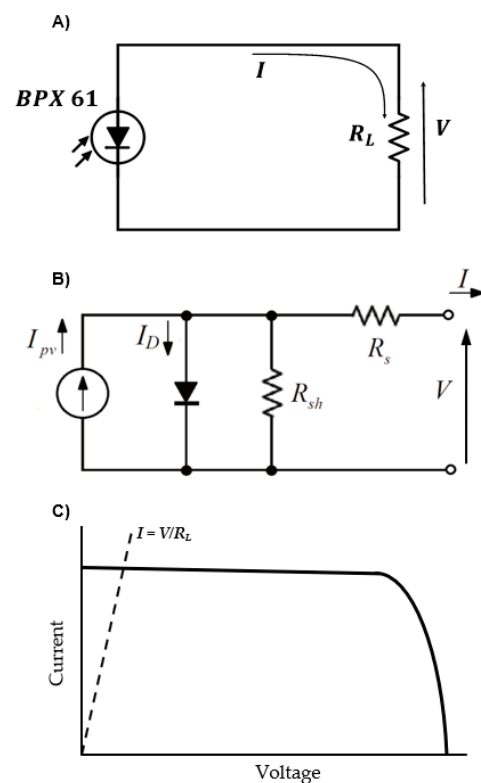 A)
I
BPX 61
R_L
V
B)
I
I_pv
I_D
R_s
R_sh
V
C)
I = V/R_L
Current
Voltage